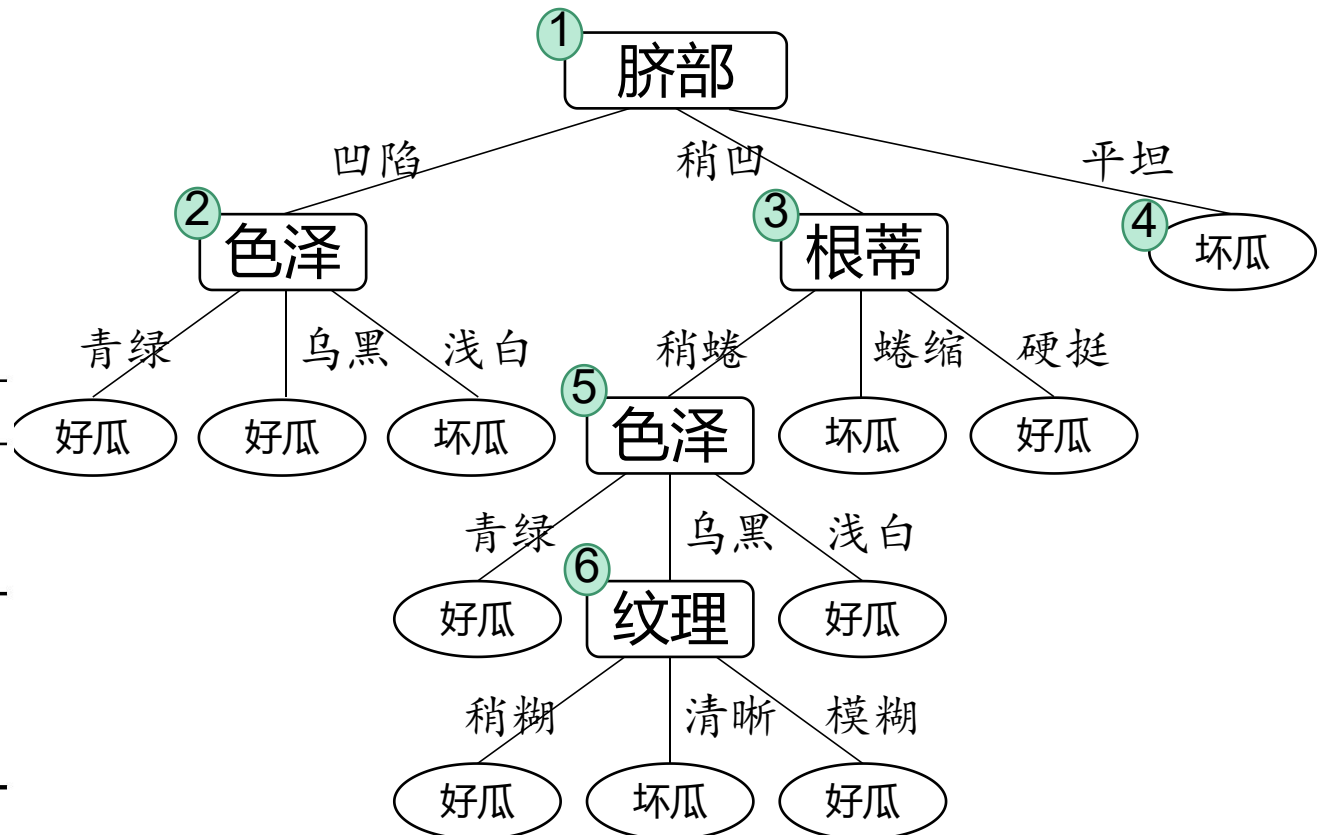 1
脐部
凹陷 稍凹 平坦
2 3 4
色泽 根蒂 坏瓜
青绿 乌黑 浅白 稍蜷 蜷缩 硬挺
5
好瓜 好瓜 坏瓜 色泽 坏瓜 好瓜
青绿 乌黑 浅白
6
好瓜 纹理 好瓜
稍糊 清晰 模糊
好瓜 坏瓜 好瓜